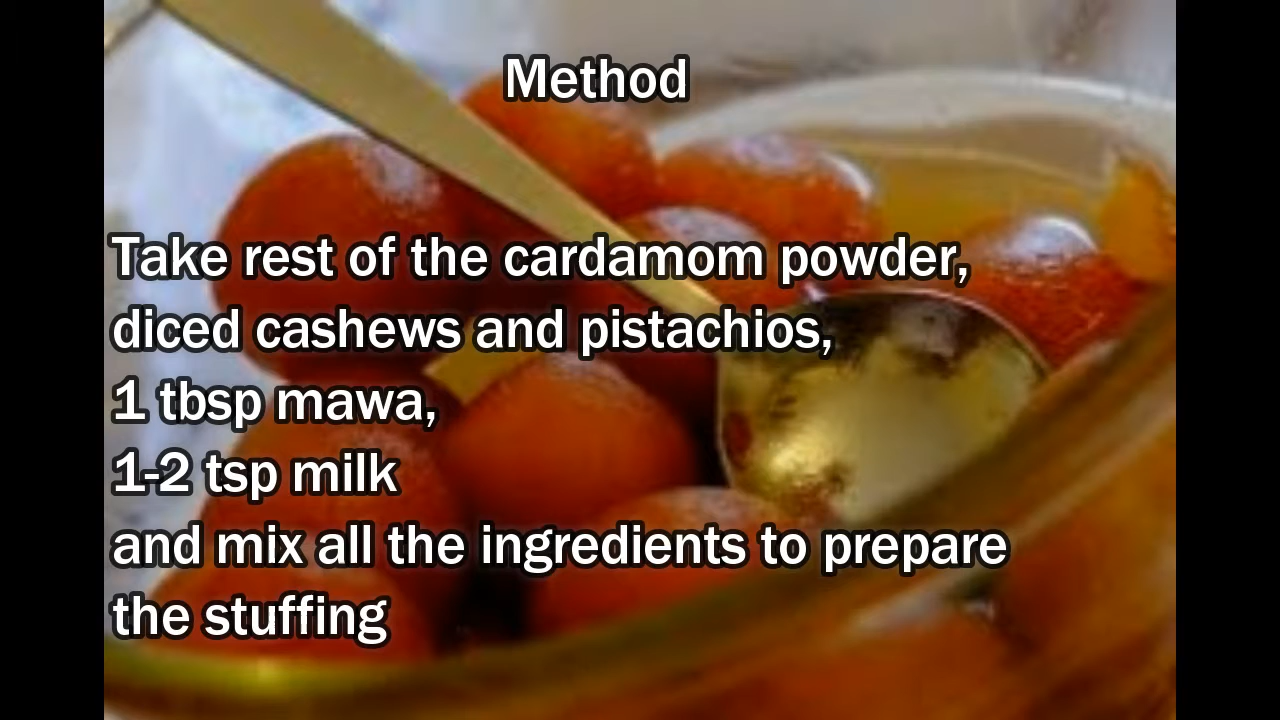 Method
Take rest of the cardamom powder,
diced cashews and pistachios,
1 tbsp mawa,
1-2 tsp milk
and mix all the ingredients to prepare
the stuffing